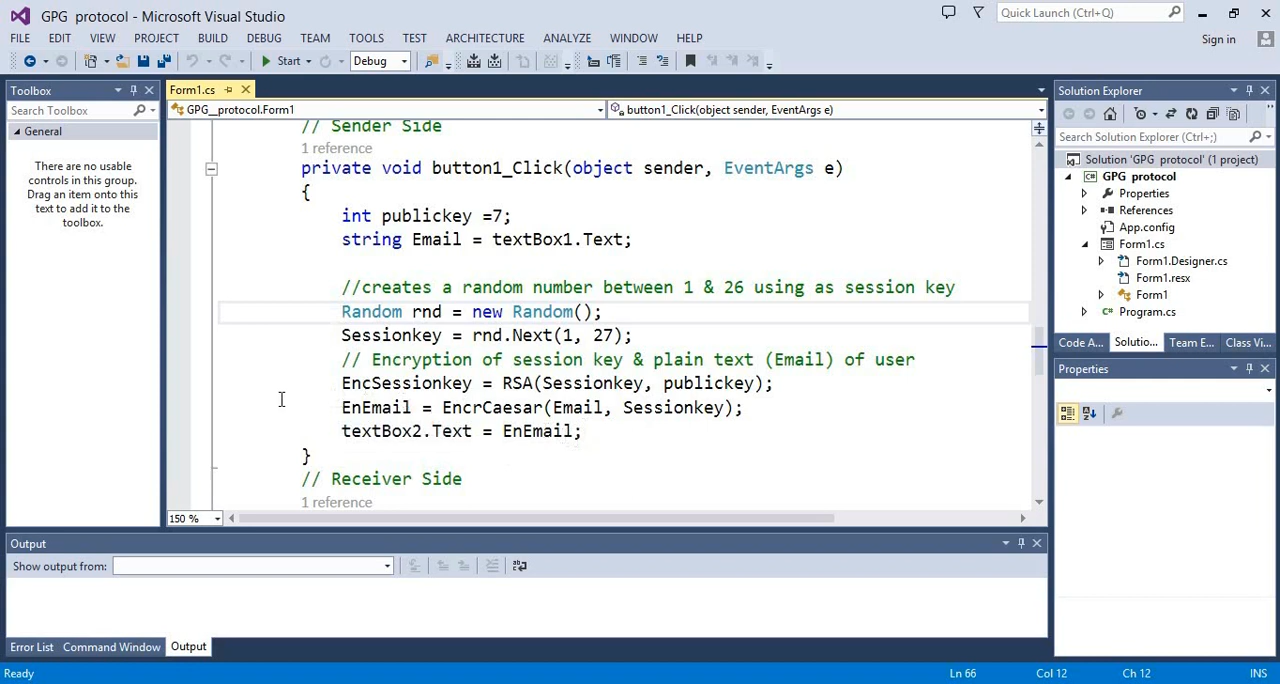 GPG protocol - Microsoft Visual Studio
Quick Launch (Ctrl+Q)
FILE EDIT VIEW PROJECT BUILD DEBUG TEAM TOOLS TEST ARCHITECTURE ANALYZE WINDOW HELP
Sign in
Start
Debug
Toolbox
Search Toolbox
General
There are no usable
controls in this group.
Drag an item onto this
text to add it to the
toolbox.
Form1.cs
GPG__protocol.Form1
button1_Click(object sender, EventArgs e)
// Sender Side
1 reference
private void button1_Click(object sender, EventArgs e)
{
int publickey =7;
string Email = textBox1.Text;
//creates a random number between 1 & 26 using as session key
Random rnd = new Random();
Sessionkey = rnd.Next(1, 27);
// Encryption of session key & plain text (Email) of user
EncSessionkey = RSA(Sessionkey, publickey);
EnEmail = EncrCaesar(Email, Sessionkey);
textBox2.Text = EnEmail;
}
// Receiver Side
1 reference
150 %
Solution Explorer
Search Solution Explorer (Ctrl+;)
Solution 'GPG protocol' (1 project)
GPG protocol
Properties
References
App.config
Form1.cs
Form1.Designer.cs
Form1.resx
Form1
Program.cs
Code A... Solutio... Team E... Class Vi...
Properties
Output
Show output from:
Error List Command Window Output
Ready
Ln 66 Col 12 Ch 12 INS